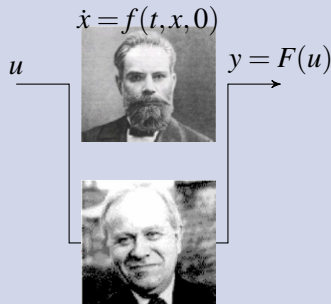 ẋ = f(t,x,0)
u
y = F(u)